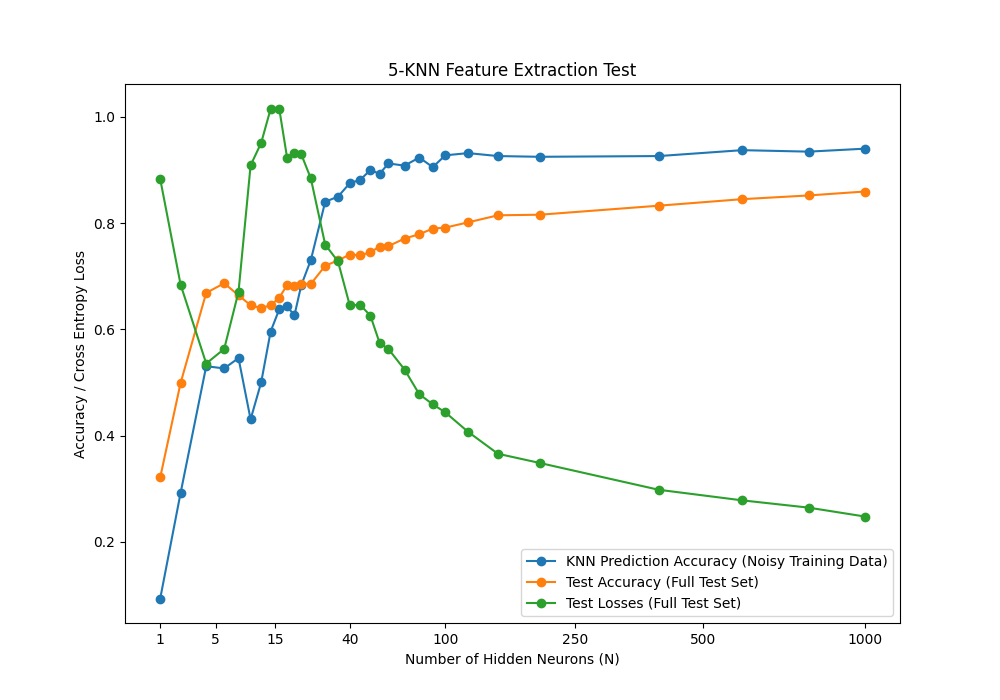 5-KNN Feature Extraction Test
Accuracy / Cross Entropy Loss
1.0
0.8
0.6
0.4
0.2
KNN Prediction Accuracy (Noisy Training Data)
Test Accuracy (Full Test Set)
Test Losses (Full Test Set)
1 5 15 40 100 250 500 1000
Number of Hidden Neurons (N)